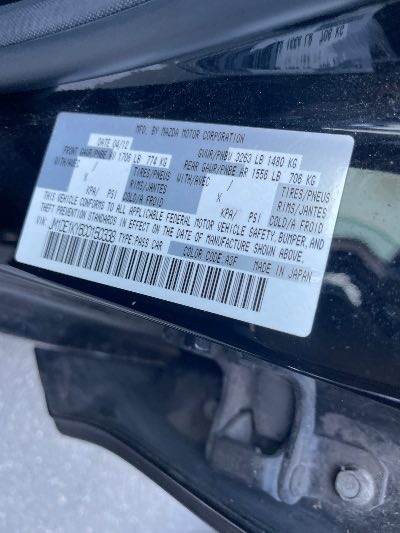 MFD. BY MAZDA MOTOR CORPORATION
DATE 04/12 GVWR/PNBV 3263 LB 1480 KG
FRONT GAWR/PNBE AV 1706 LB 774 KG REAR GAWR/PNBE AR 1556 LB 706 KG
WITH/AVEC / TIRES/PNEUS WITH/AVEC / TIRES/PNEUS
RIMS/JANTES RIMS/JANTES
KPA/ PSI COLD/A FROID KPA/ PSI COLD/A FROID
THIS VEHICLE CONFORMS TO ALL APPLICABLE FEDERAL MOTOR VEHICLE SAFETY, BUMPER, AND
THEFT PREVENTION STANDARDS IN EFFECT ON THE DATE OF MANUFACTURE SHOWN ABOVE.
VIN: TYPE: PASS CAR COLOR CODE A3F MADE IN JAPAN